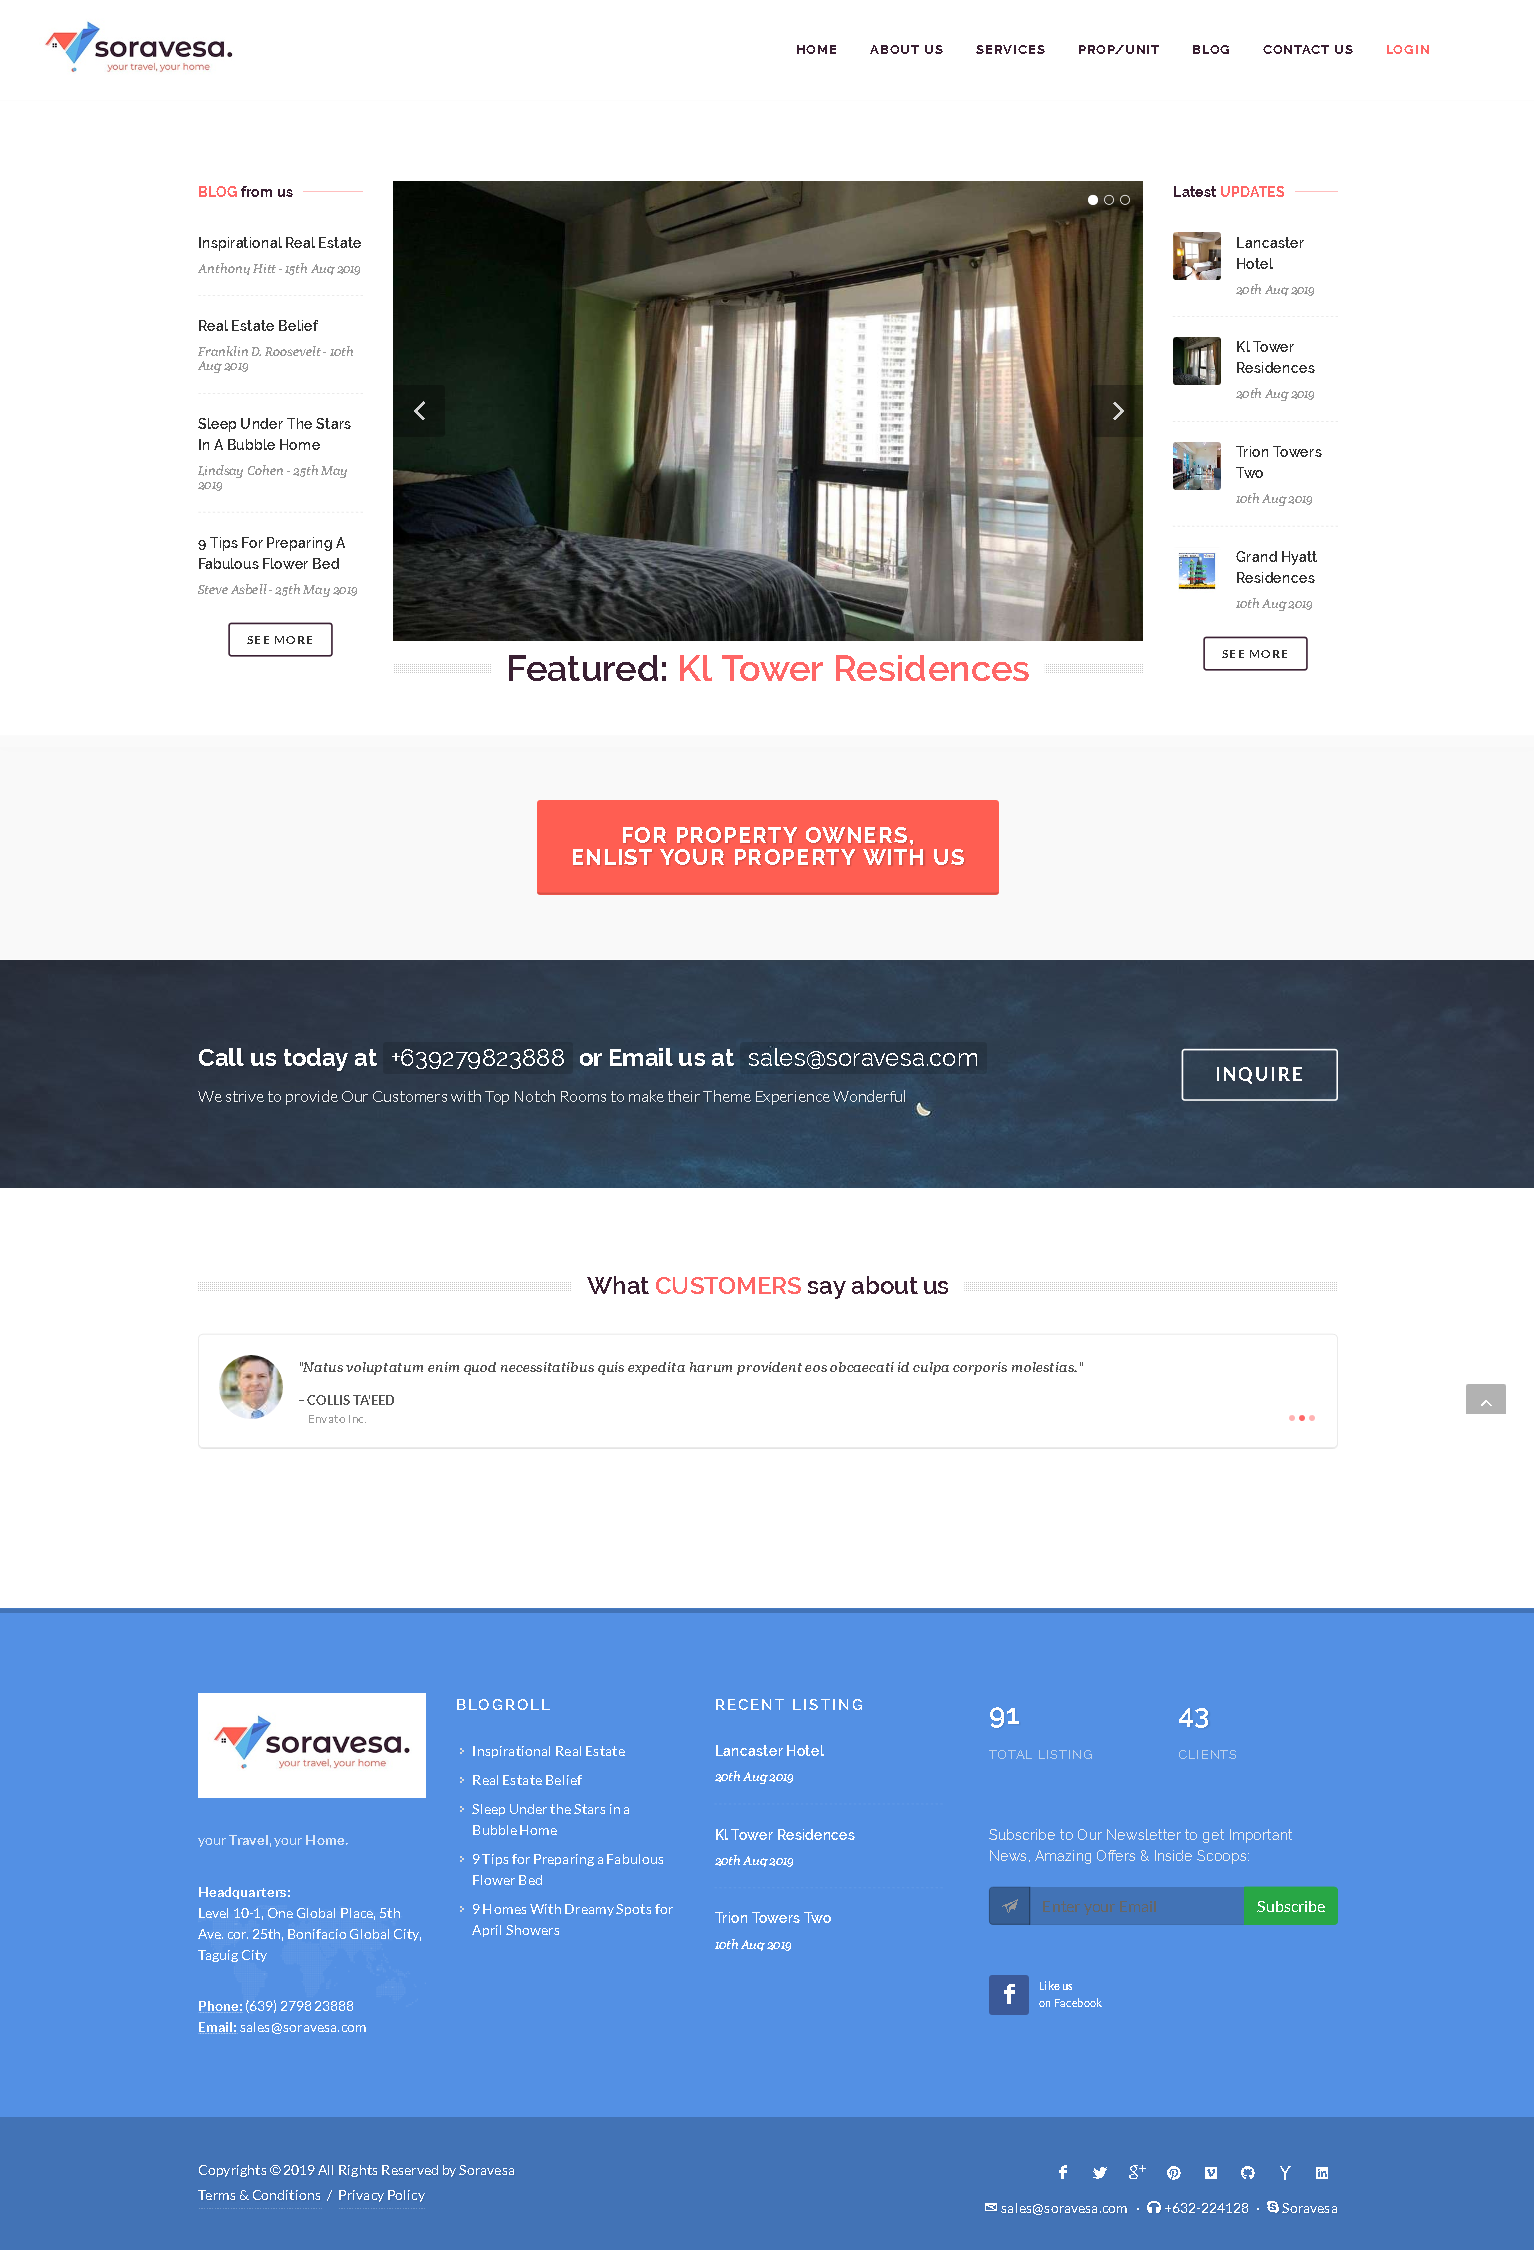 soravesa.
your travel, your home
HOME
ABOUT US
SERVICES
PROP/UNIT
BLOG
CONTACT US
LOGIN
BLOG from us
Inspirational Real Estate
Anthony Hitt - 15th Aug 2019
Real Estate Belief
Franklin D. Roosevelt - 10th
Aug 2019
Sleep Under The Stars
In A Bubble Home
Lindsay Cohen - 25th May
2019
9 Tips For Preparing A
Fabulous Flower Bed
Steve Asbell - 25th May 2019
SEE MORE
Featured: Kl Tower Residences
Latest UPDATES
Lancaster
Hotel
20th Aug 2019
Kl Tower
Residences
20th Aug 2019
Trion Towers
Two
10th Aug 2019
Grand Hyatt
Residences
10th Aug 2019
SEE MORE
FOR PROPERTY OWNERS,
ENLIST YOUR PROPERTY WITH US
Call us today at +639279823888 or Email us at sales@soravesa.com
We strive to provide Our Customers with Top Notch Rooms to make their Theme Experience Wonderful
INQUIRE
What CUSTOMERS say about us
"Natus voluptatum enim quod necessitatibus quis expedita harum provident eos obcaecati id culpa corporis molestias."
– COLLIS TA'EED
Envato Inc.
soravesa.
your travel, your home
your Travel, your Home.
Headquarters:
Level 10-1, One Global Place, 5th
Ave. cor. 25th, Bonifacio Global City,
Taguig City
Phone: (639) 2798 23888
Email: sales@soravesa.com
BLOGROLL
Inspirational Real Estate
Real Estate Belief
Sleep Under the Stars in a
Bubble Home
9 Tips for Preparing a Fabulous
Flower Bed
9 Homes With Dreamy Spots for
April Showers
RECENT LISTING
Lancaster Hotel
20th Aug 2019
Kl Tower Residences
20th Aug 2019
Trion Towers Two
10th Aug 2019
91
TOTAL LISTING
43
CLIENTS
Subscribe to Our Newsletter to get Important
News, Amazing Offers & Inside Scoops:
Enter your Email
Subscribe
Like us
on Facebook
Copyrights © 2019 All Rights Reserved by Soravesa
Terms & Conditions / Privacy Policy
sales@soravesa.com · +632-224128 · Soravesa